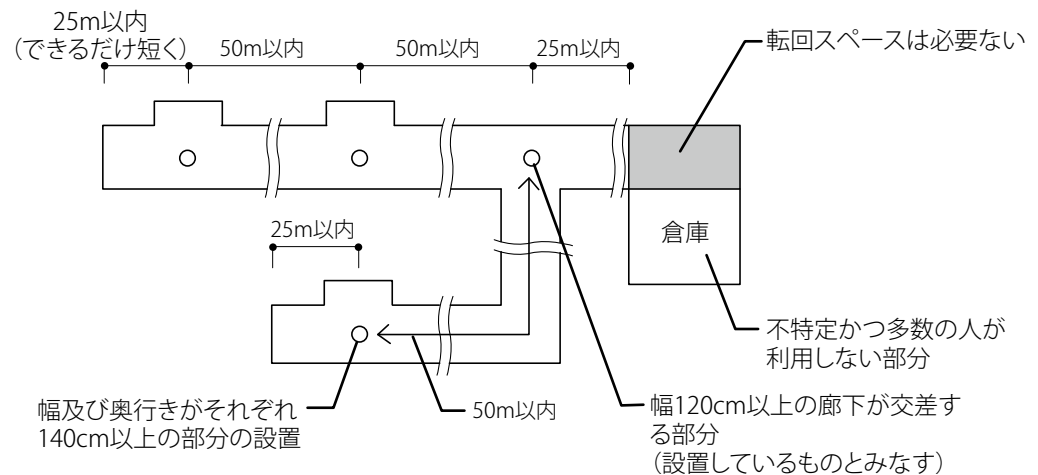 25m以内
(できるだけ短く)
50m以内
50m以内
25m以内
転回スペースは必要ない
倉庫
25m以内
不特定かつ多数の人が
利用しない部分
幅及び奥行きがそれぞれ
140cm以上の部分の設置
50m以内
幅120cm以上の廊下が交差す
る部分
(設置しているものとみなす)